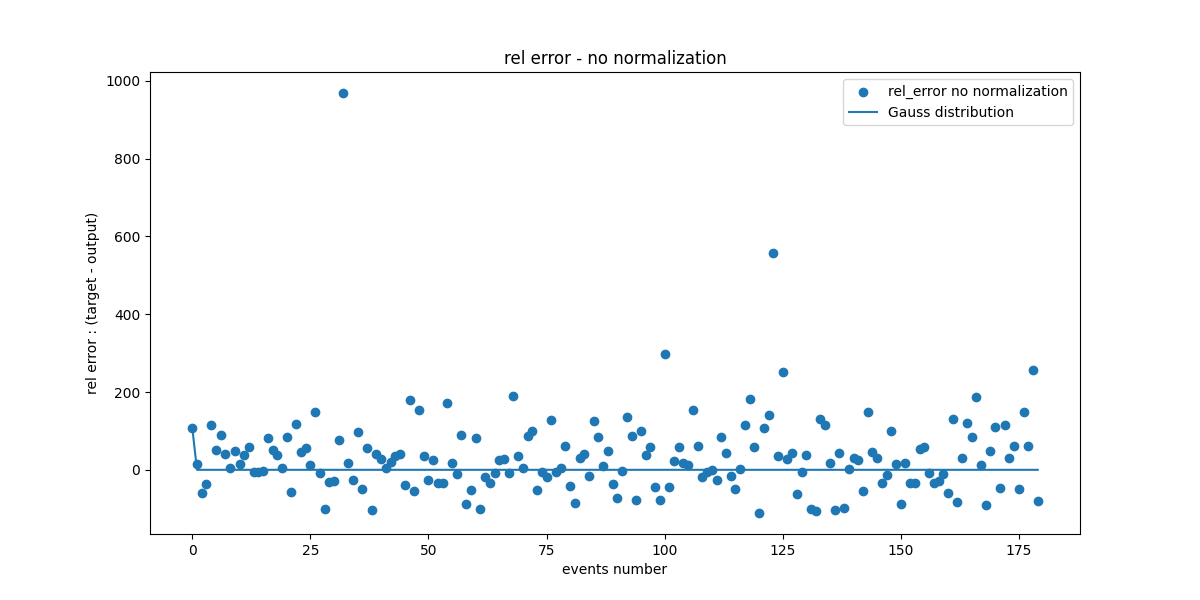 rel error - no normalization
rel_error no normalization
Gauss distribution
rel error : (target - output)
1000
800
600
400
200
0
0 25 50 75 100 125 150 175
events number